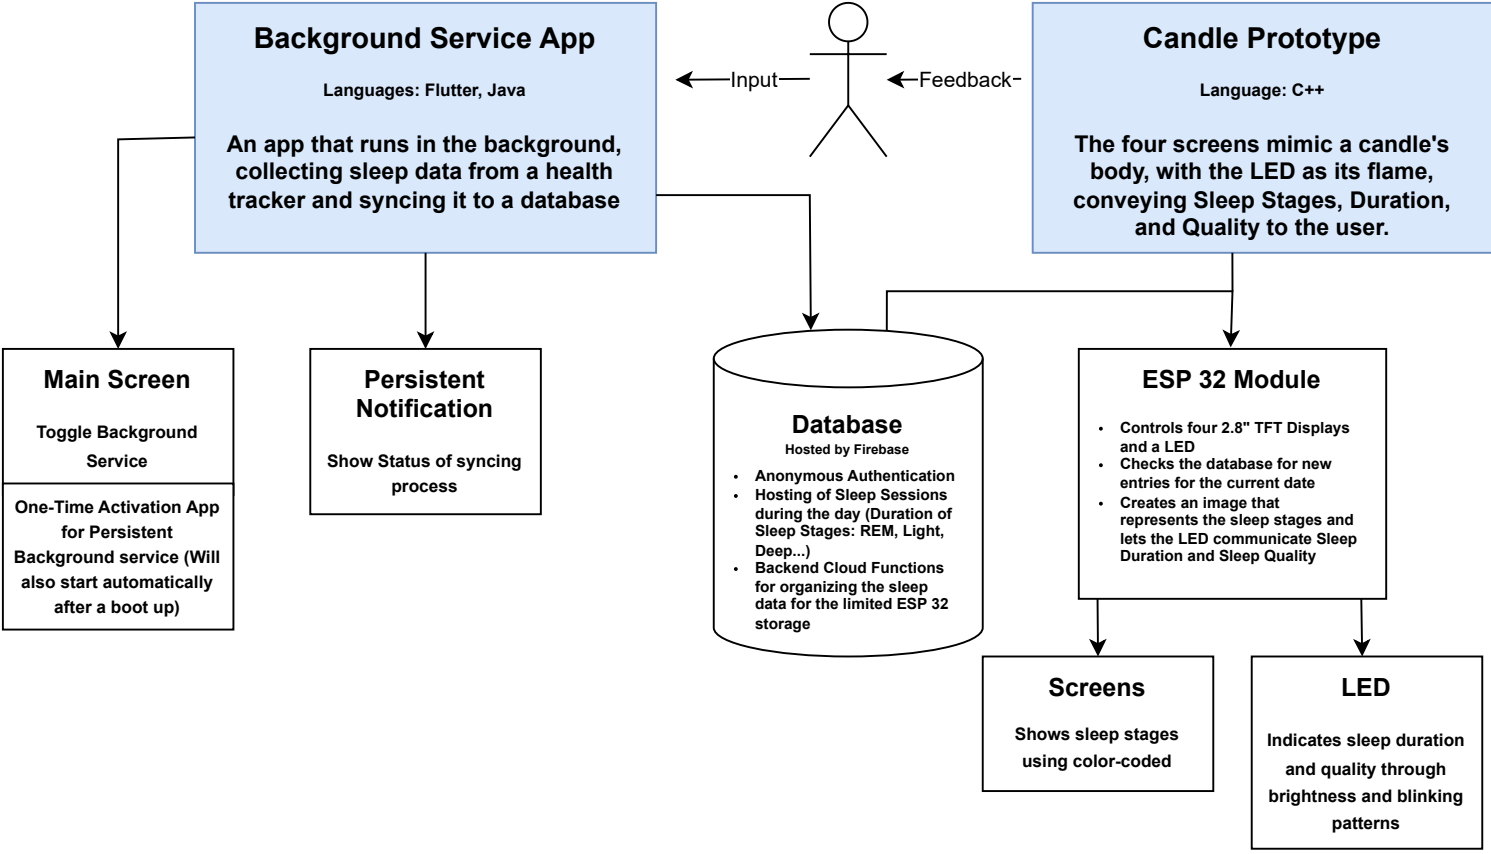 Background Service App
Languages: Flutter, Java
An app that runs in the background,
collecting sleep data from a health
tracker and syncing it to a database
Input
Feedback
Candle Prototype
Language: C++
The four screens mimic a candle's
body, with the LED as its flame,
conveying Sleep Stages, Duration,
and Quality to the user.
Main Screen
Toggle Background
Service
One-Time Activation App
for Persistent
Background service (Will
also start automatically
after a boot up)
Persistent
Notification
Show Status of syncing
process
Database
Hosted by Firebase
• Anonymous Authentication
• Hosting of Sleep Sessions
during the day (Duration of
Sleep Stages: REM, Light,
Deep...)
• Backend Cloud Functions
for organizing the sleep
data for the limited ESP 32
storage
ESP 32 Module
• Controls four 2.8" TFT Displays
and a LED
• Checks the database for new
entries for the current date
• Creates an image that
represents the sleep stages and
lets the LED communicate Sleep
Duration and Sleep Quality
Screens
Shows sleep stages
using color-coded
LED
Indicates sleep duration
and quality through
brightness and blinking
patterns